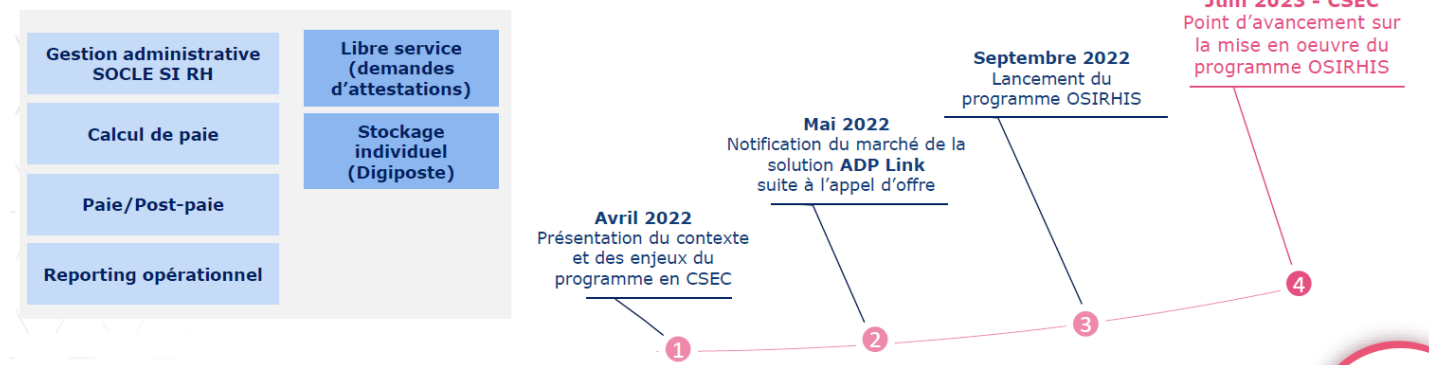 Gestion administrative
SOCLE SI RH
Calcul de paie
Paie/Post-paie
Reporting opérationnel
Libre service
(demandes
d'attestations)
Stockage
individuel
(Digiposte)
Avril 2022
Présentation du contexte
et des enjeux du
programme en CSEC
Mai 2022
Notification du marché de la
solution ADP Link
suite à l'appel d'offre
Septembre 2022
Lancement du
programme OSIRHIS
Juin 2023 - CSEC
Point d'avancement sur
la mise en oeuvre du
programme OSIRHIS
1
2
3
4